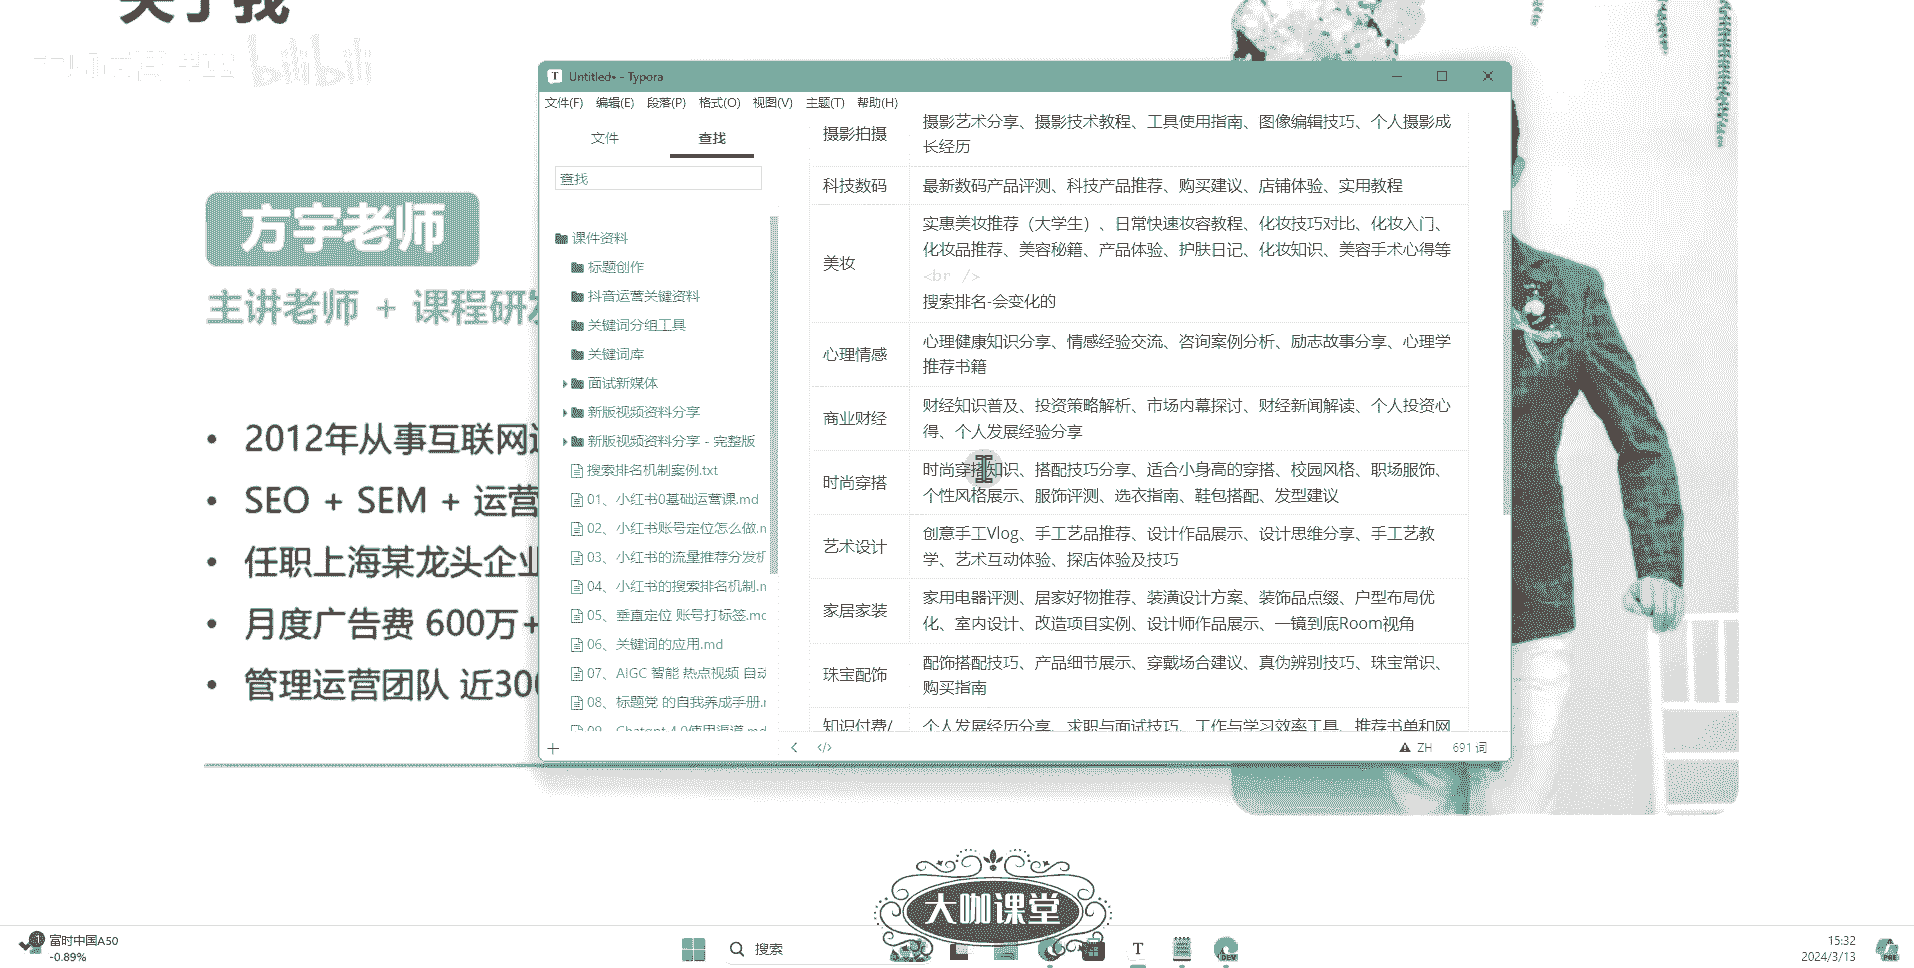 关于我
bilibili
方宇老师
主讲老师 + 课程研发
2012年从事互联网
SEO + SEM + 运营
任职上海某龙头企业
月度广告费 600万+
管理运营团队 近300
Untitled• - Typora
文件(F) 编辑(E) 段落(P) 格式(O) 视图(V) 主题(T) 帮助(H)
文件 查找
查找
课件资料
标题创作
抖音运营关键资料
关键词分组工具
关键词库
面试新媒体
新版视频资料分享
新版视频资料分享 - 完整版
搜索排名机制案例.txt
01、小红书0基础运营课.md
02、小红书账号定位怎么做.m
03、小红书的流量推荐分发机
04、小红书的搜索排名机制.m
05、垂直定位 账号打标签.md
06、关键词的应用.md
07、AIGC 智能 热点视频 自动
08、标题党 的自我养成手册.m
09、Chatgpt 4.0使用渠道.md
摄影拍摄
摄影艺术分享、摄影技术教程、工具使用指南、图像编辑技巧、个人摄影成
长经历
科技数码
最新数码产品评测、科技产品推荐、购买建议、店铺体验、实用教程
美妆
实惠美妆推荐（大学生）、日常快速妆容教程、化妆技巧对比、化妆入门、
化妆品推荐、美容秘籍、产品体验、护肤日记、化妆知识、美容手术心得等
<br />
搜索排名-会变化的
心理情感
心理健康知识分享、情感经验交流、咨询案例分析、励志故事分享、心理学
推荐书籍
商业财经
财经知识普及、投资策略解析、市场内幕探讨、财经新闻解读、个人投资心
得、个人发展经验分享
时尚穿搭
时尚穿搭知识、搭配技巧分享、适合小身高的穿搭、校园风格、职场服饰、
个性风格展示、服饰评测、选衣指南、鞋包搭配、发型建议
艺术设计
创意手工Vlog、手工艺品推荐、设计作品展示、设计思维分享、手工艺教
学、艺术互动体验、探店体验及技巧
家居家装
家用电器评测、居家好物推荐、装潢设计方案、装饰品点缀、户型布局优
化、室内设计、改造项目实例、设计师作品展示、一镜到底Room视角
珠宝配饰
配饰搭配技巧、产品细节展示、穿戴场合建议、真伪辨别技巧、珠宝常识、
购买指南
知识付费/
个人发展经历分享、求职与面试技巧、工作与学习效率工具、推荐书单和网
ZH 691 词
大咖课堂
1
富时中国A50
-0.89%
搜索
T
DEV
15:32
2024/3/13
PRE